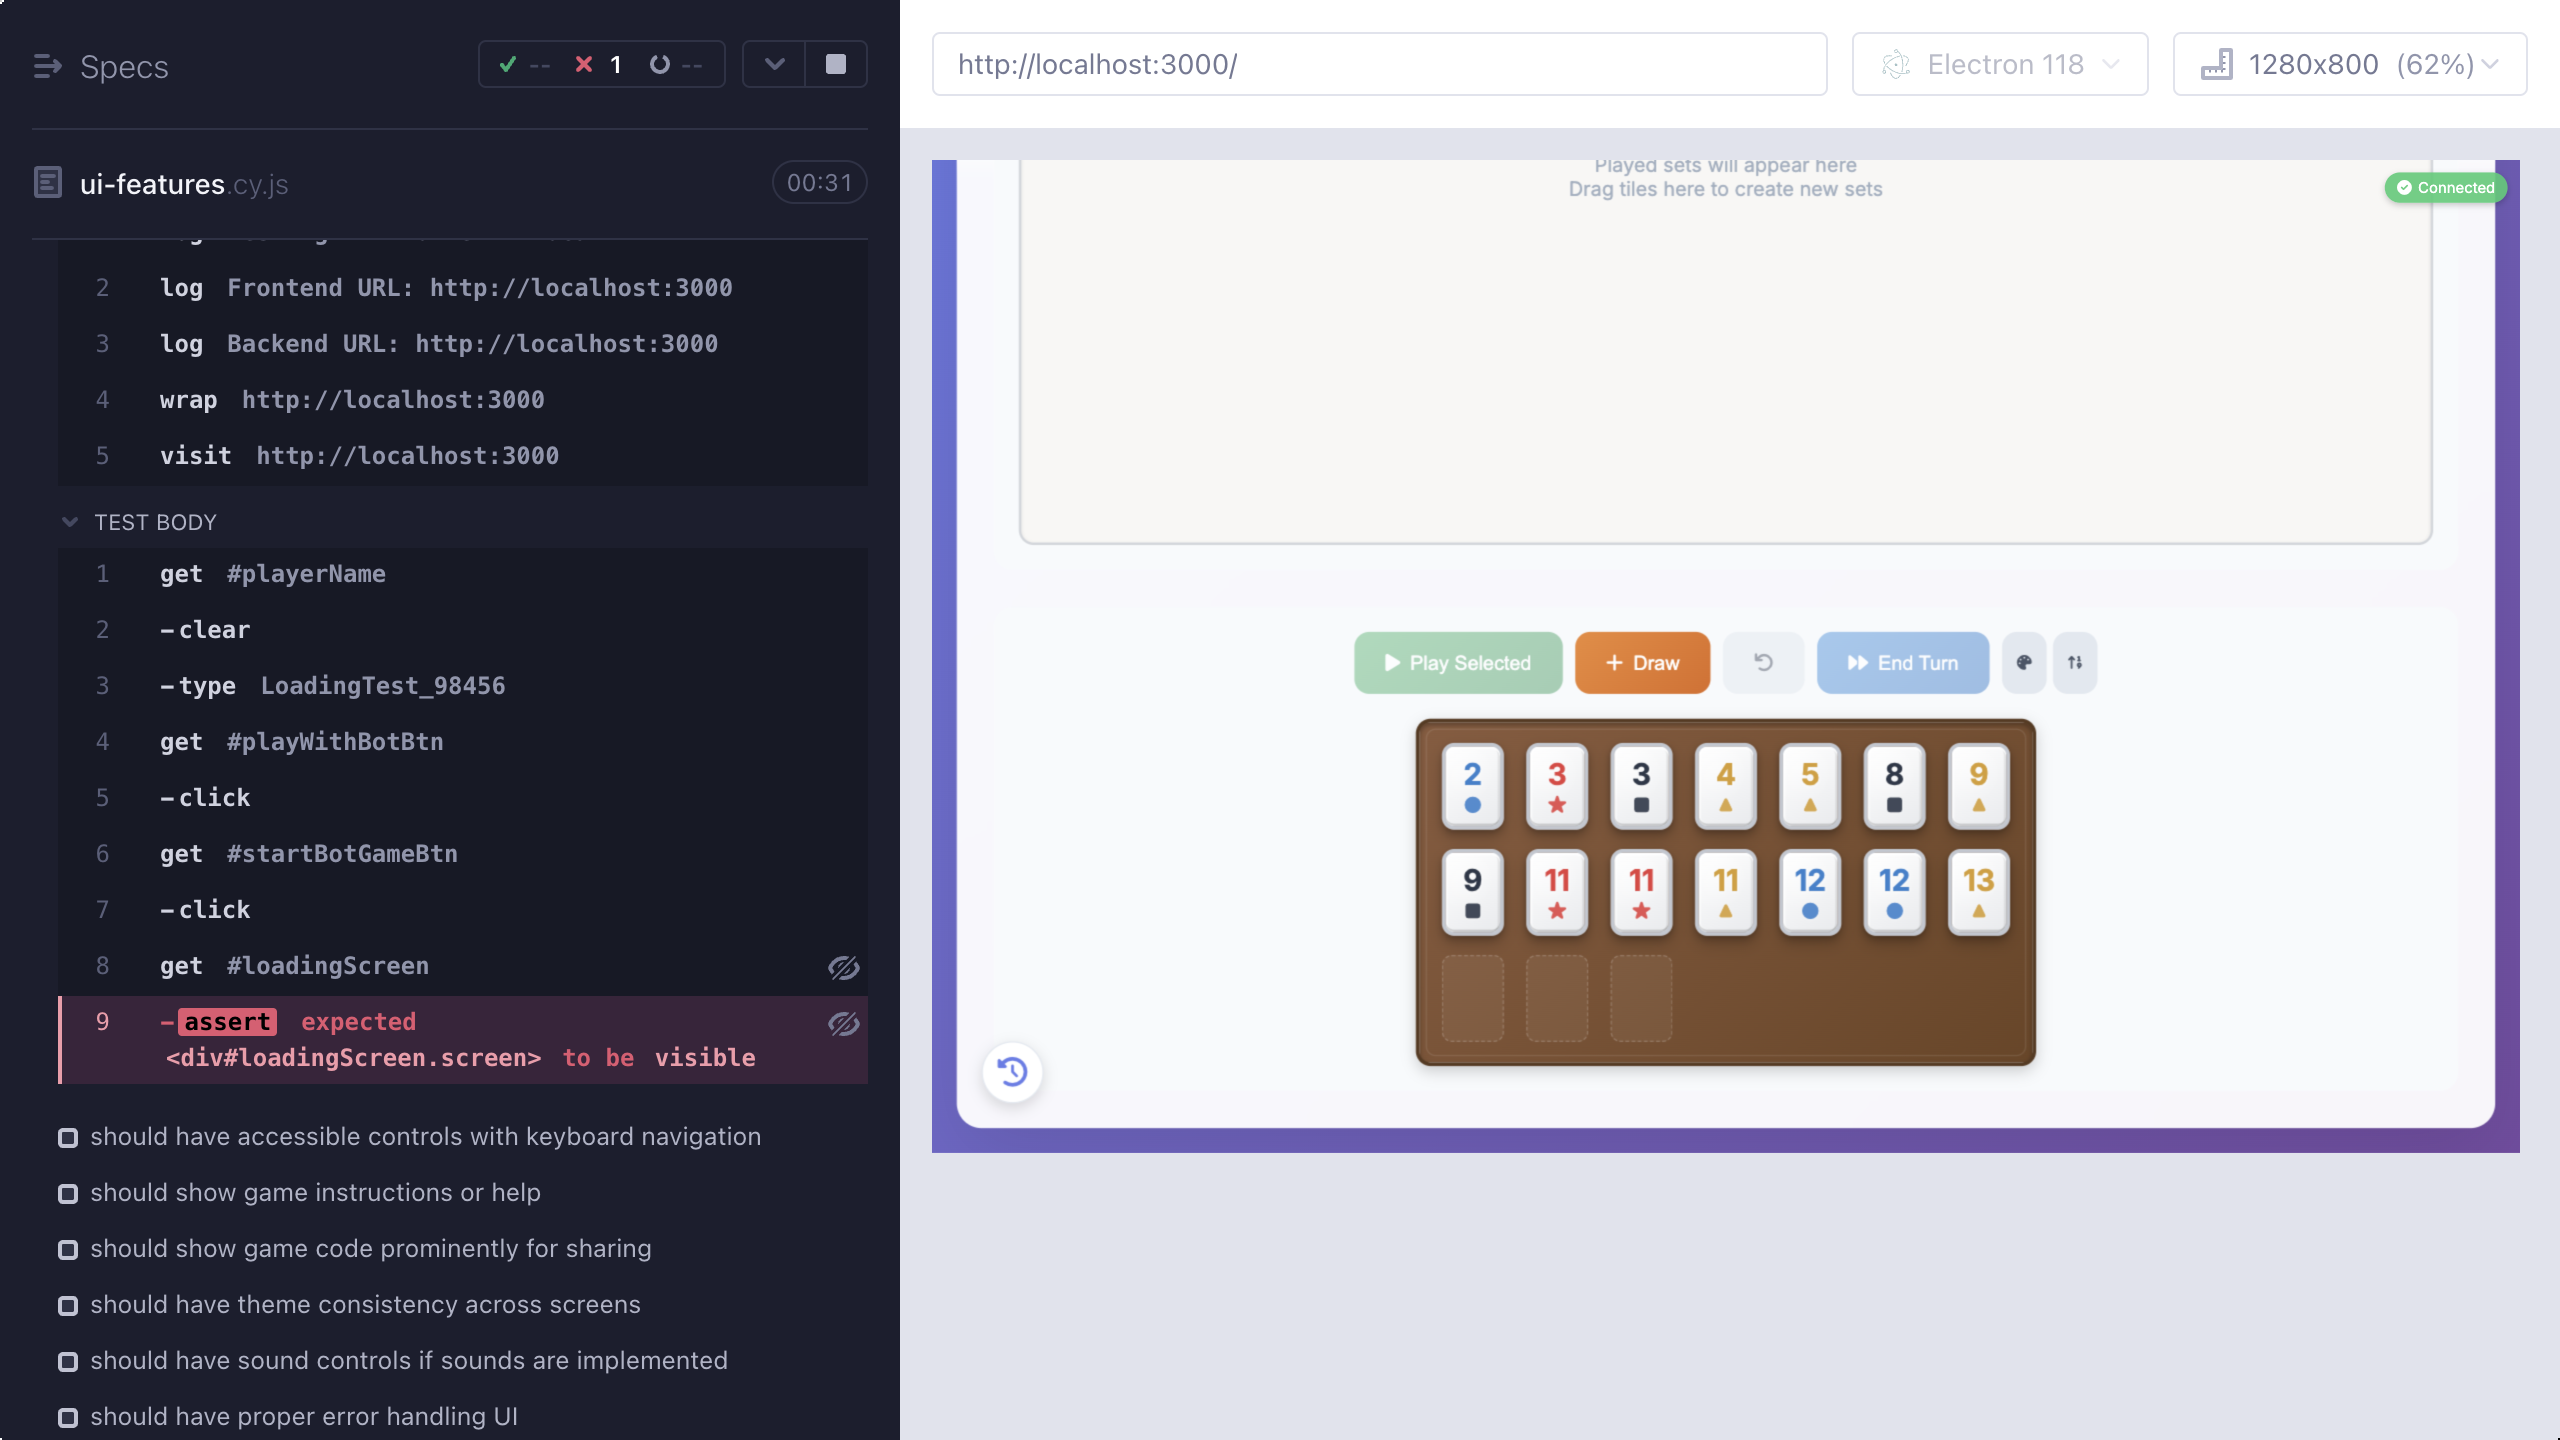 Specs
-- 1 --
ui-features.cy.js
00:31
2 log Frontend URL: http://localhost:3000
3 log Backend URL: http://localhost:3000
4 wrap http://localhost:3000
5 visit http://localhost:3000
TEST BODY
1 get #playerName
2 -clear
3 -type LoadingTest_98456
4 get #playWithBotBtn
5 -click
6 get #startBotGameBtn
7 -click
8 get #loadingScreen
9 -assert expected
<div#loadingScreen.screen> to be visible
should have accessible controls with keyboard navigation
should show game instructions or help
should show game code prominently for sharing
should have theme consistency across screens
should have sound controls if sounds are implemented
should have proper error handling UI
http://localhost:3000/
Electron 118
1280x800 (62%)
Played sets will appear here
Drag tiles here to create new sets
Connected
Play Selected
+ Draw
End Turn
2 3 3 4 5 8 9
9 11 11 11 12 12 13